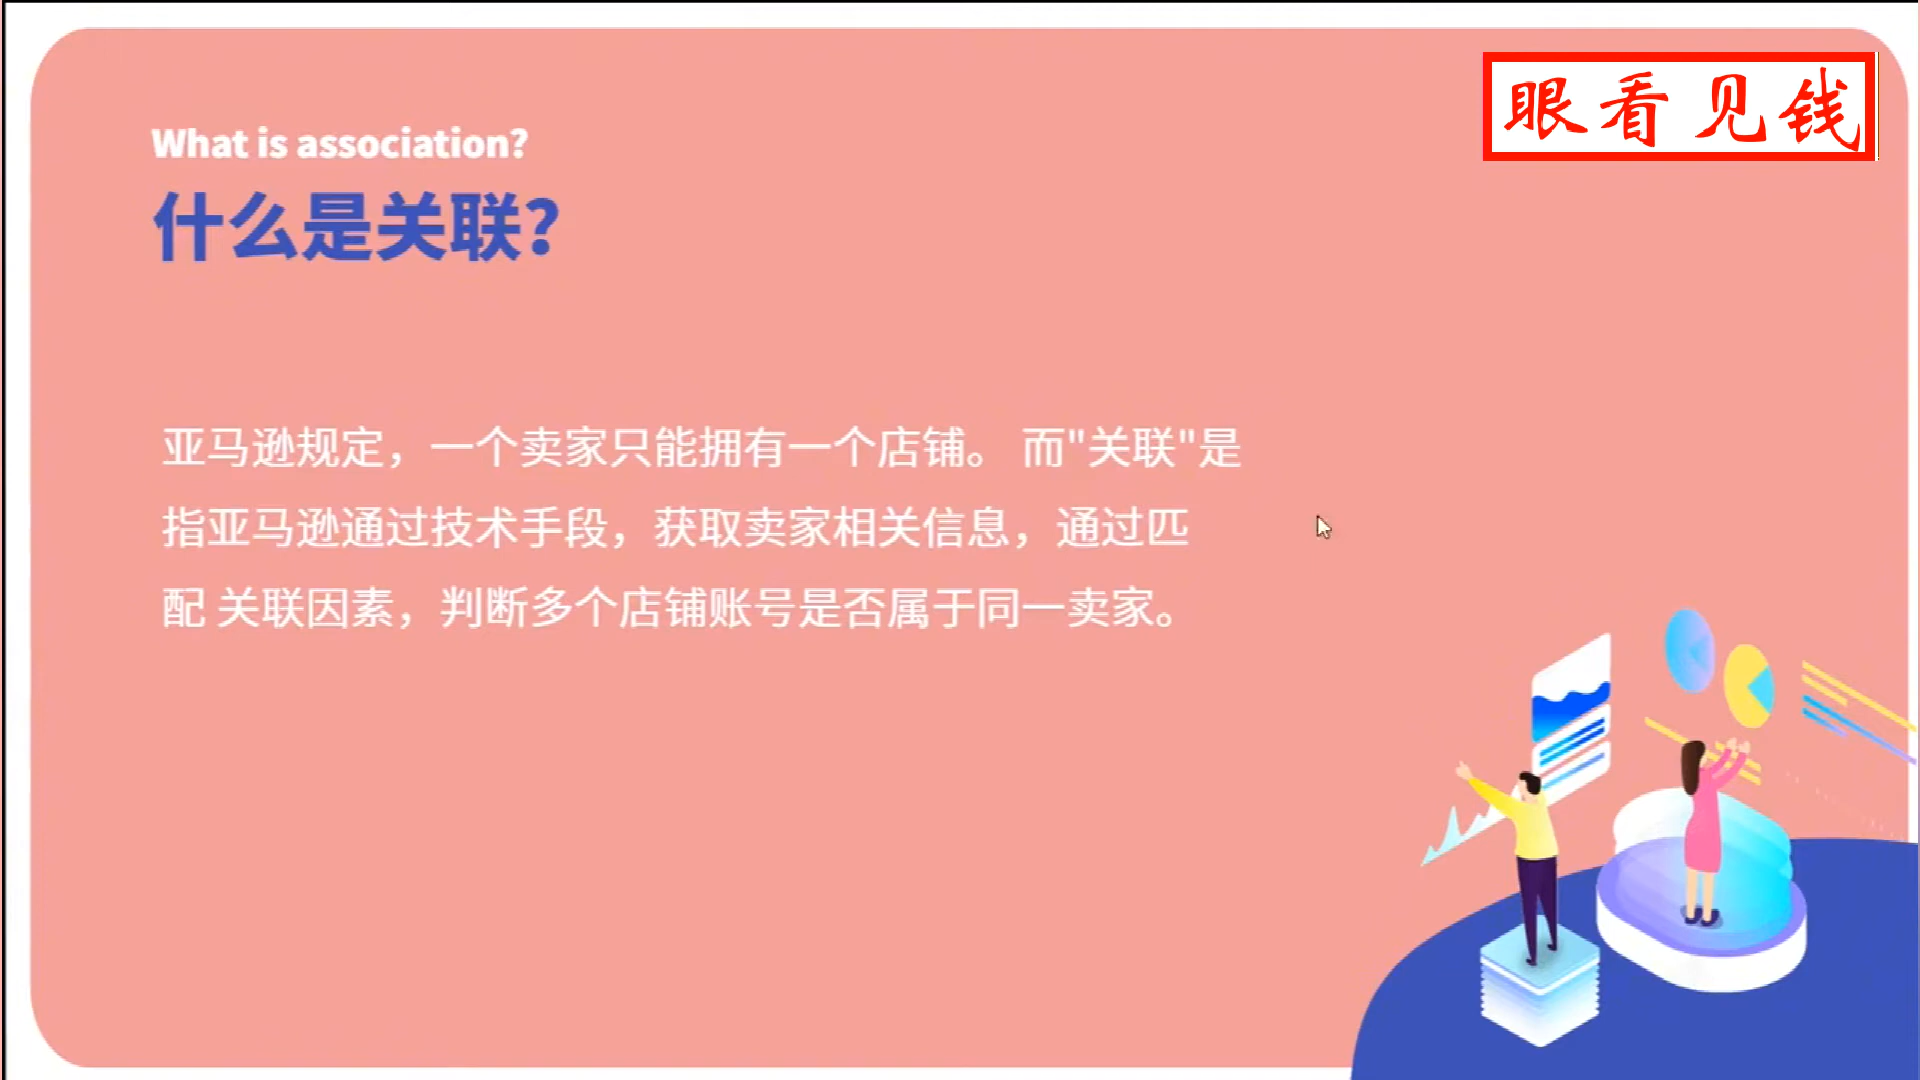 眼看见钱
What is association?
什么是关联?
亚马逊规定，一个卖家只能拥有一个店铺。 而"关联"是
指亚马逊通过技术手段，获取卖家相关信息，通过匹
配 关联因素，判断多个店铺账号是否属于同一卖家。